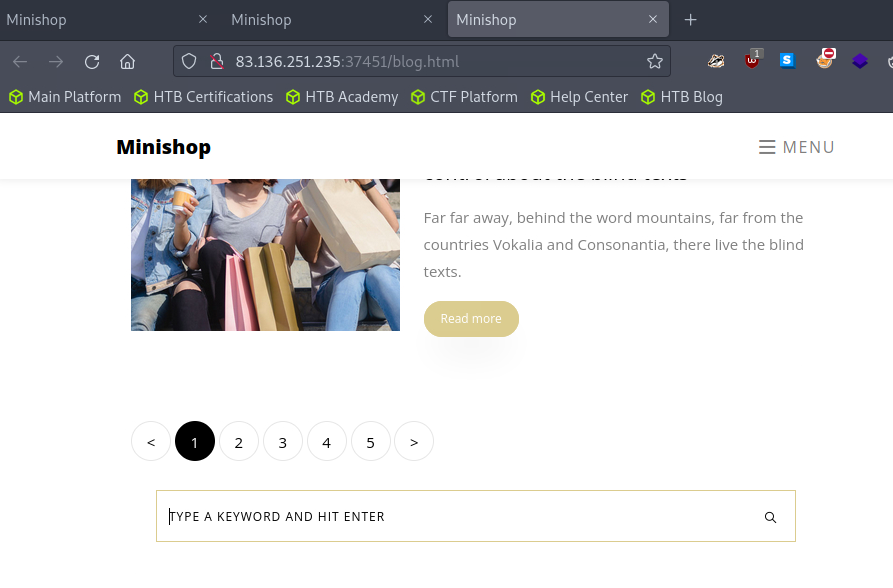 Minishop
Minishop
Minishop
83.136.251.235:37451/blog.html
1
S
Main Platform
HTB Certifications
HTB Academy
CTF Platform
Help Center
HTB Blog
Minishop
MENU
Far far away, behind the word mountains, far from the
countries Vokalia and Consonantia, there live the blind
texts.
Read more
< 1 2 3 4 5 >
TYPE A KEYWORD AND HIT ENTER